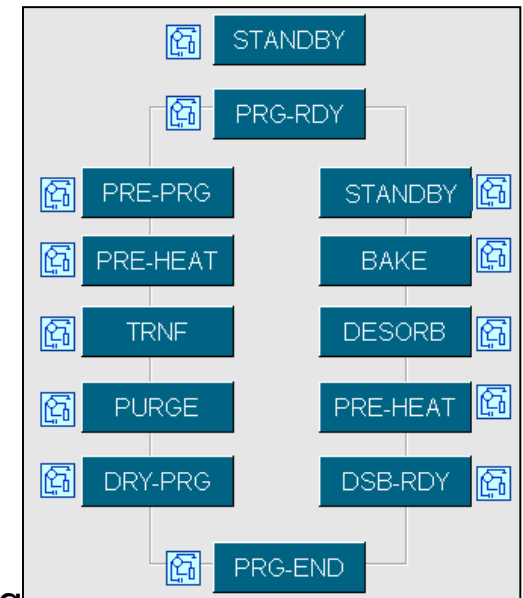 STANDBY
PRG-RDY
PRE-PRG
STANDBY
PRE-HEAT
BAKE
TRNF
DESORB
PURGE
PRE-HEAT
DRY-PRG
DSB-RDY
PRG-END